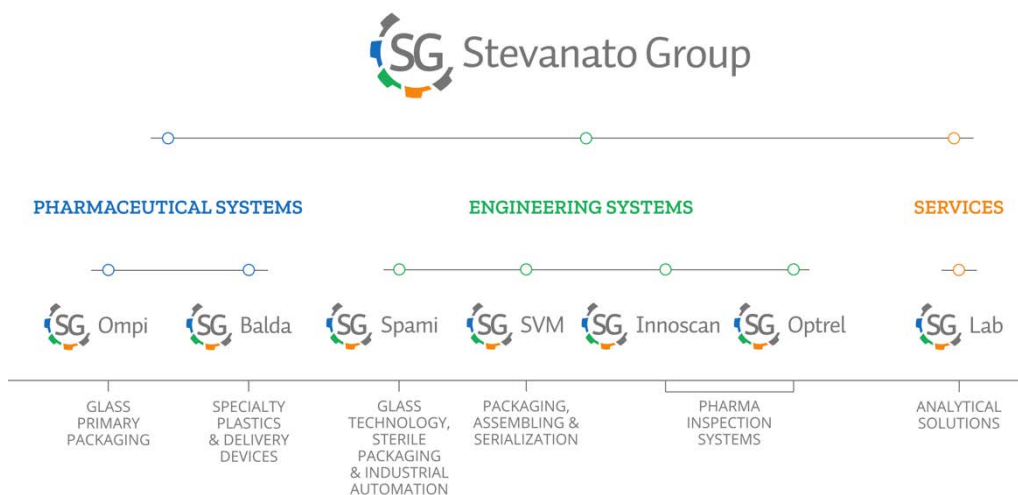 SG Stevanato Group
PHARMACEUTICAL SYSTEMS
ENGINEERING SYSTEMS
SERVICES
SG Ompi
SG Balda
SG Spami
SG SVM
SG Innoscan
SG Optrel
SG Lab
GLASS
PRIMARY
PACKAGING
SPECIALTY
PLASTICS
& DELIVERY
DEVICES
GLASS
TECHNOLOGY,
STERILE
PACKAGING
& INDUSTRIAL
AUTOMATION
PACKAGING,
ASSEMBLING &
SERIALIZATION
PHARMA
INSPECTION
SYSTEMS
ANALYTICAL
SOLUTIONS